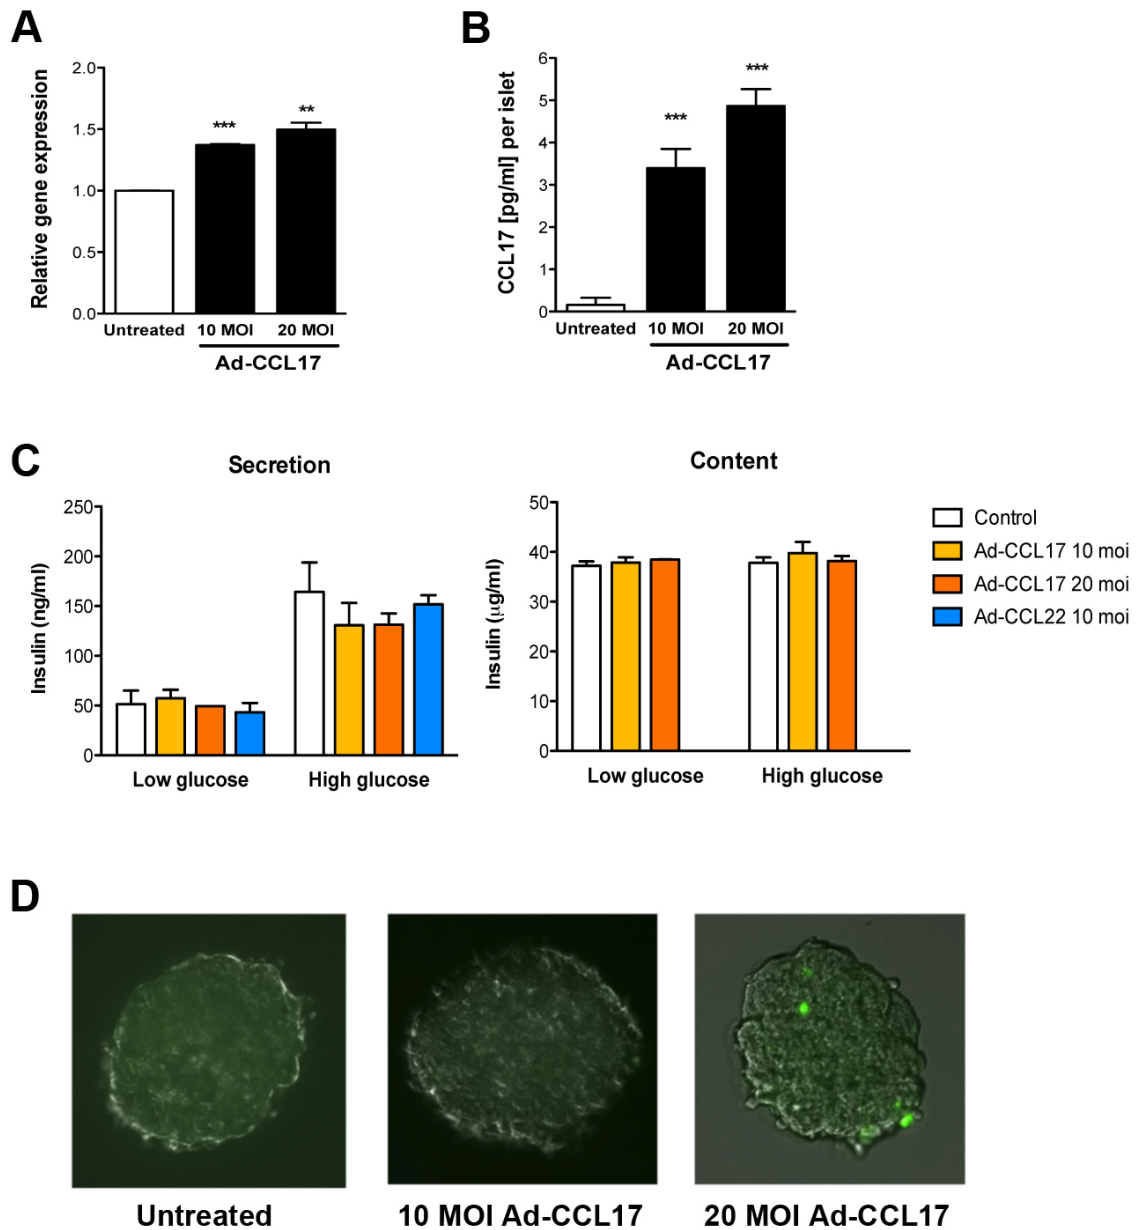 A
Relative gene expression
2.0
1.5
1.0
0.5
0.0
***
**
Untreated 10 MOI 20 MOI
Ad-CCL17
B
CCL17 [pg/ml] per islet
6
5
4
3
2
1
0
***
***
Untreated 10 MOI 20 MOI
Ad-CCL17
C
Secretion
Insulin (ng/ml)
250
200
150
100
50
0
Low glucose High glucose
Content
Insulin (μg/ml)
50
40
30
20
10
0
Low glucose High glucose
Control
Ad-CCL17 10 moi
Ad-CCL17 20 moi
Ad-CCL22 10 moi
D
Untreated 10 MOI Ad-CCL17 20 MOI Ad-CCL17